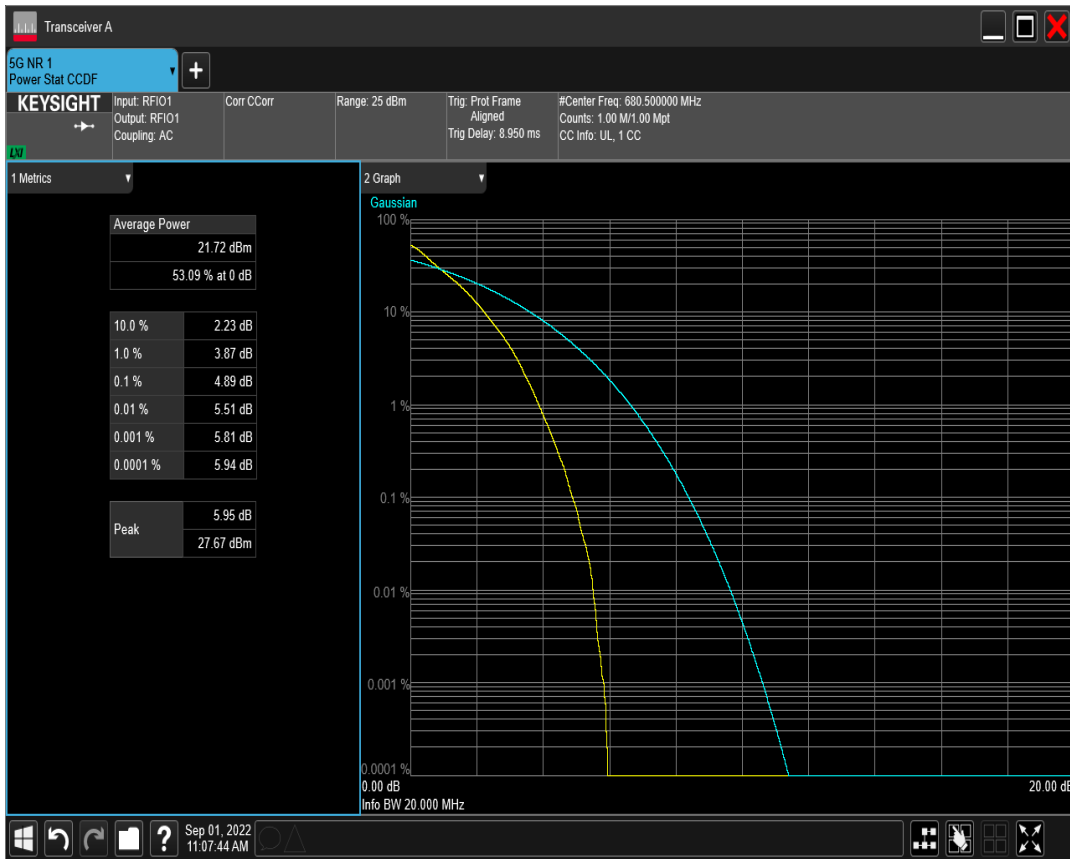 Transceiver A
5G NR 1
Power Stat CCDF
+
KEYSIGHT
LXI
Input: RFIO1
Output: RFIO1
Coupling: AC
Corr CCorr
Range: 25 dBm
Trig: Prot Frame
Aligned
Trig Delay: 8.950 ms
#Center Freq: 680.500000 MHz
Counts: 1.00 M/1.00 Mpt
CC Info: UL, 1 CC
1 Metrics
Average Power
21.72 dBm
53.09 % at 0 dB
10.0 % 2.23 dB
1.0 % 3.87 dB
0.1 % 4.89 dB
0.01 % 5.51 dB
0.001 % 5.81 dB
0.0001 % 5.94 dB
Peak
5.95 dB
27.67 dBm
2 Graph
Gaussian
100 %
10 %
1 %
0.1 %
0.01 %
0.001 %
0.0001 %
0.00 dB 20.00 dB
Info BW 20.000 MHz
?
Sep 01, 2022
11:07:44 AM